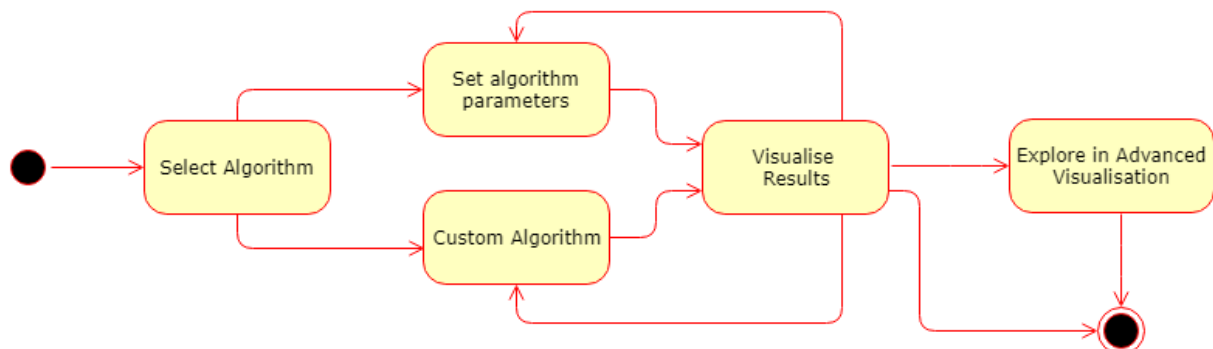 Select Algorithm
Set algorithm
parameters
Custom Algorithm
Visualise
Results
Explore in Advanced
Visualisation